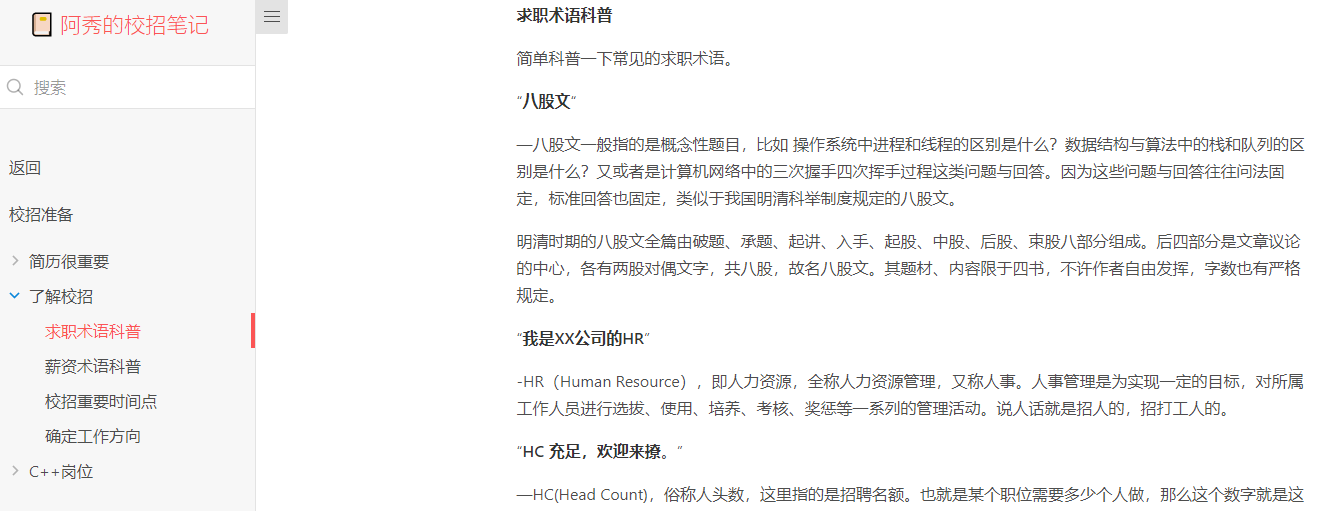 阿秀的校招笔记
搜索
返回
校招准备
简历很重要
了解校招
求职术语科普
薪资术语科普
校招重要时间点
确定工作方向
C++岗位
求职术语科普
简单科普一下常见的求职术语。
“八股文“
—八股文一般指的是概念性题目，比如 操作系统中进程和线程的区别是什么？数据结构与算法中的栈和队列的区
别是什么？又或者是计算机网络中的三次握手四次挥手过程这类问题与回答。因为这些问题与回答往往问法固
定，标准回答也固定，类似于我国明清科举制度规定的八股文。
明清时期的八股文全篇由破题、承题、起讲、入手、起股、中股、后股、束股八部分组成。后四部分是文章议论
的中心，各有两股对偶文字，共八股，故名八股文。其题材、内容限于四书，不许作者自由发挥，字数也有严格
规定。
“我是XX公司的HR”
-HR（Human Resource），即人力资源，全称人力资源管理，又称人事。人事管理是为实现一定的目标，对所属
工作人员进行选拔、使用、培养、考核、奖惩等一系列的管理活动。说人话就是招人的，招打工人的。
“HC 充足，欢迎来撩。”
—HC(Head Count)，俗称人头数，这里指的是招聘名额。也就是某个职位需要多少个人做，那么这个数字就是这